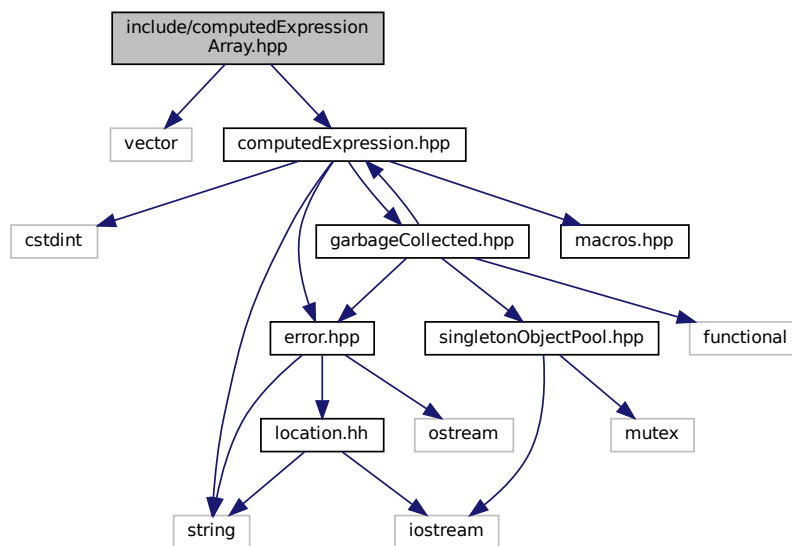 include/computedExpression
Array.hpp
vector
computedExpression.hpp
cstdint
garbageCollected.hpp
macros.hpp
error.hpp
singletonObjectPool.hpp
functional
location.hh
ostream
mutex
string
iostream